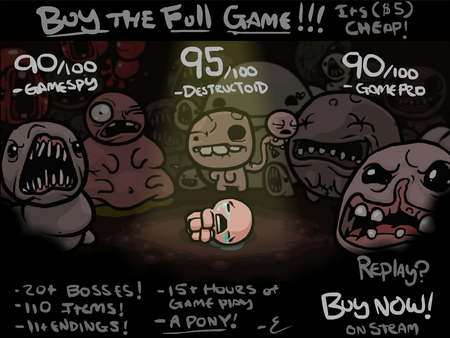 BUY THE FULL GAME!!!
ITS ($5) CHEAP!
90/100
-GAMESPY
95/100
-DESTRUCTOID
90/100
-GAMEPRO
-20+ BOSSES!
-110 ITEMS!
-11+ENDINGS!
-15+ HOURS OF
GAME PLAY
-A PONY!
-E
REPLAY?
BUY NOW!
ON STEAM